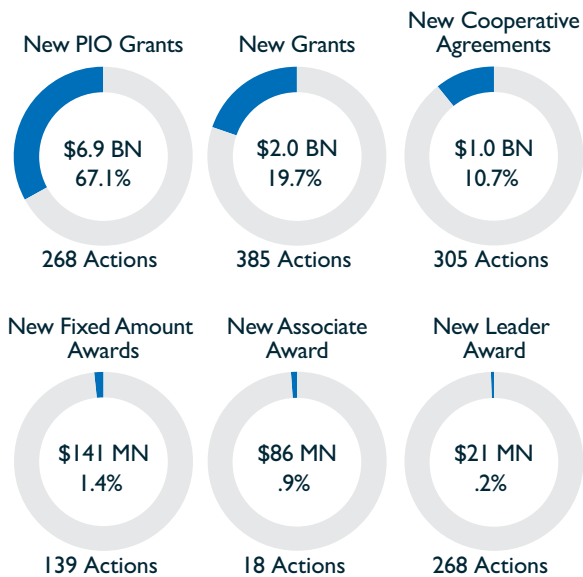 New PIO Grants
$6.9 BN
67.1%
268 Actions
New Grants
$2.0 BN
19.7%
385 Actions
New Cooperative
Agreements
$1.0 BN
10.7%
305 Actions
New Fixed Amount
Awards
$141 MN
1.4%
139 Actions
New Associate
Award
$86 MN
.9%
18 Actions
New Leader
Award
$21 MN
.2%
268 Actions